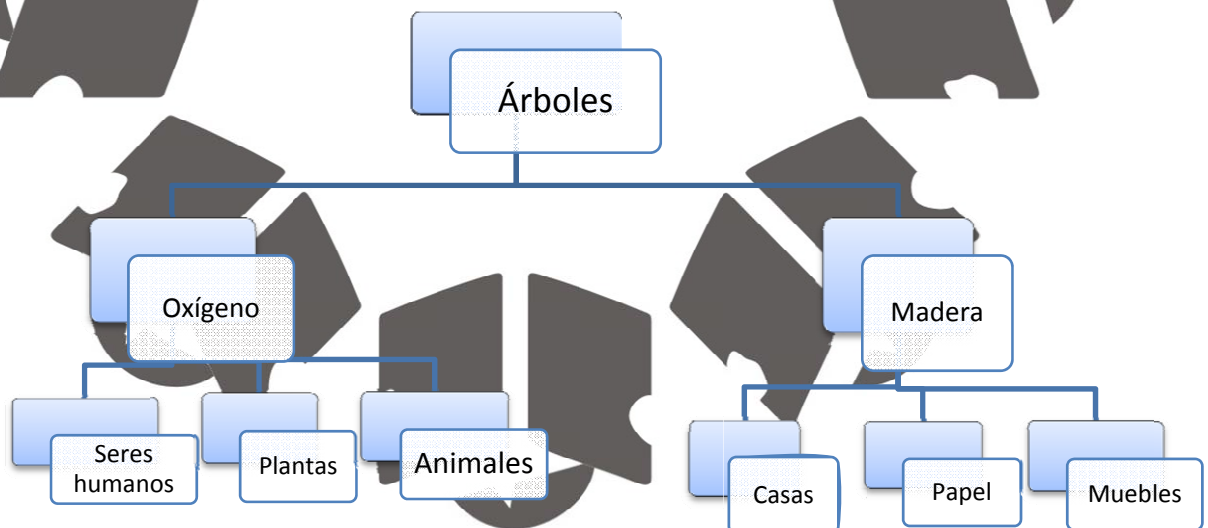 Árboles
Oxígeno
Madera
Seres
humanos
Plantas
Animales
Casas
Papel
Muebles